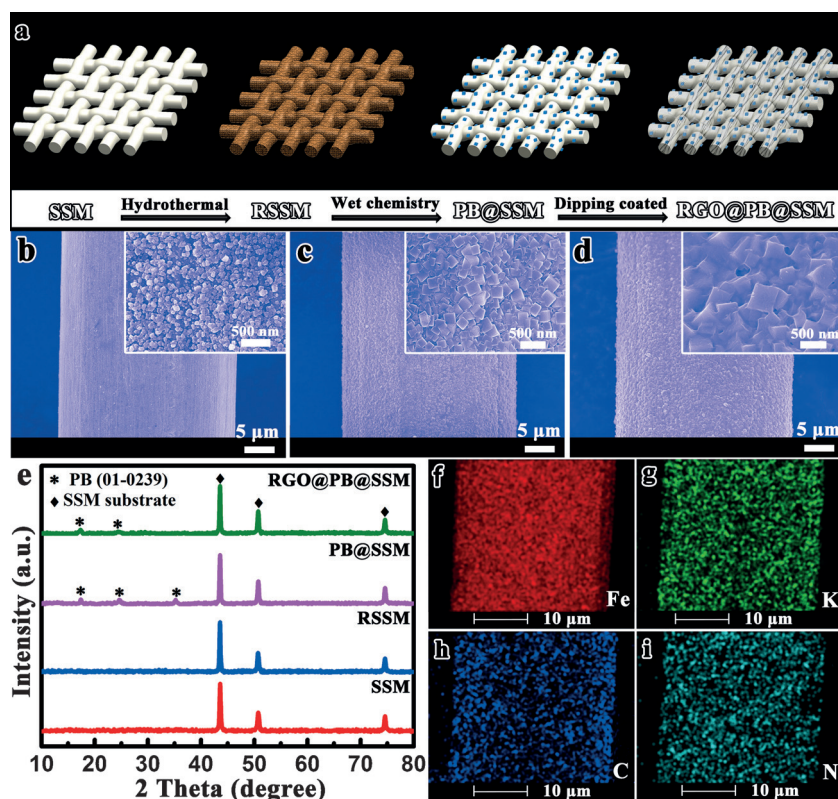 a
SSM Hydrothermal RSSM Wet chemistry PB@SSM Dipping coated RGO@PB@SSM
b
500 nm
5 μm
c
500 nm
5 μm
d
500 nm
5 μm
e
* PB (01-0239)
♦ SSM substrate
RGO@PB@SSM
PB@SSM
RSSM
SSM
Intensity (a.u.)
10 20 30 40 50 60 70 80
2 Theta (degree)
f
Fe
10 μm
g
K
10 μm
h
C
10 μm
i
N
10 μm